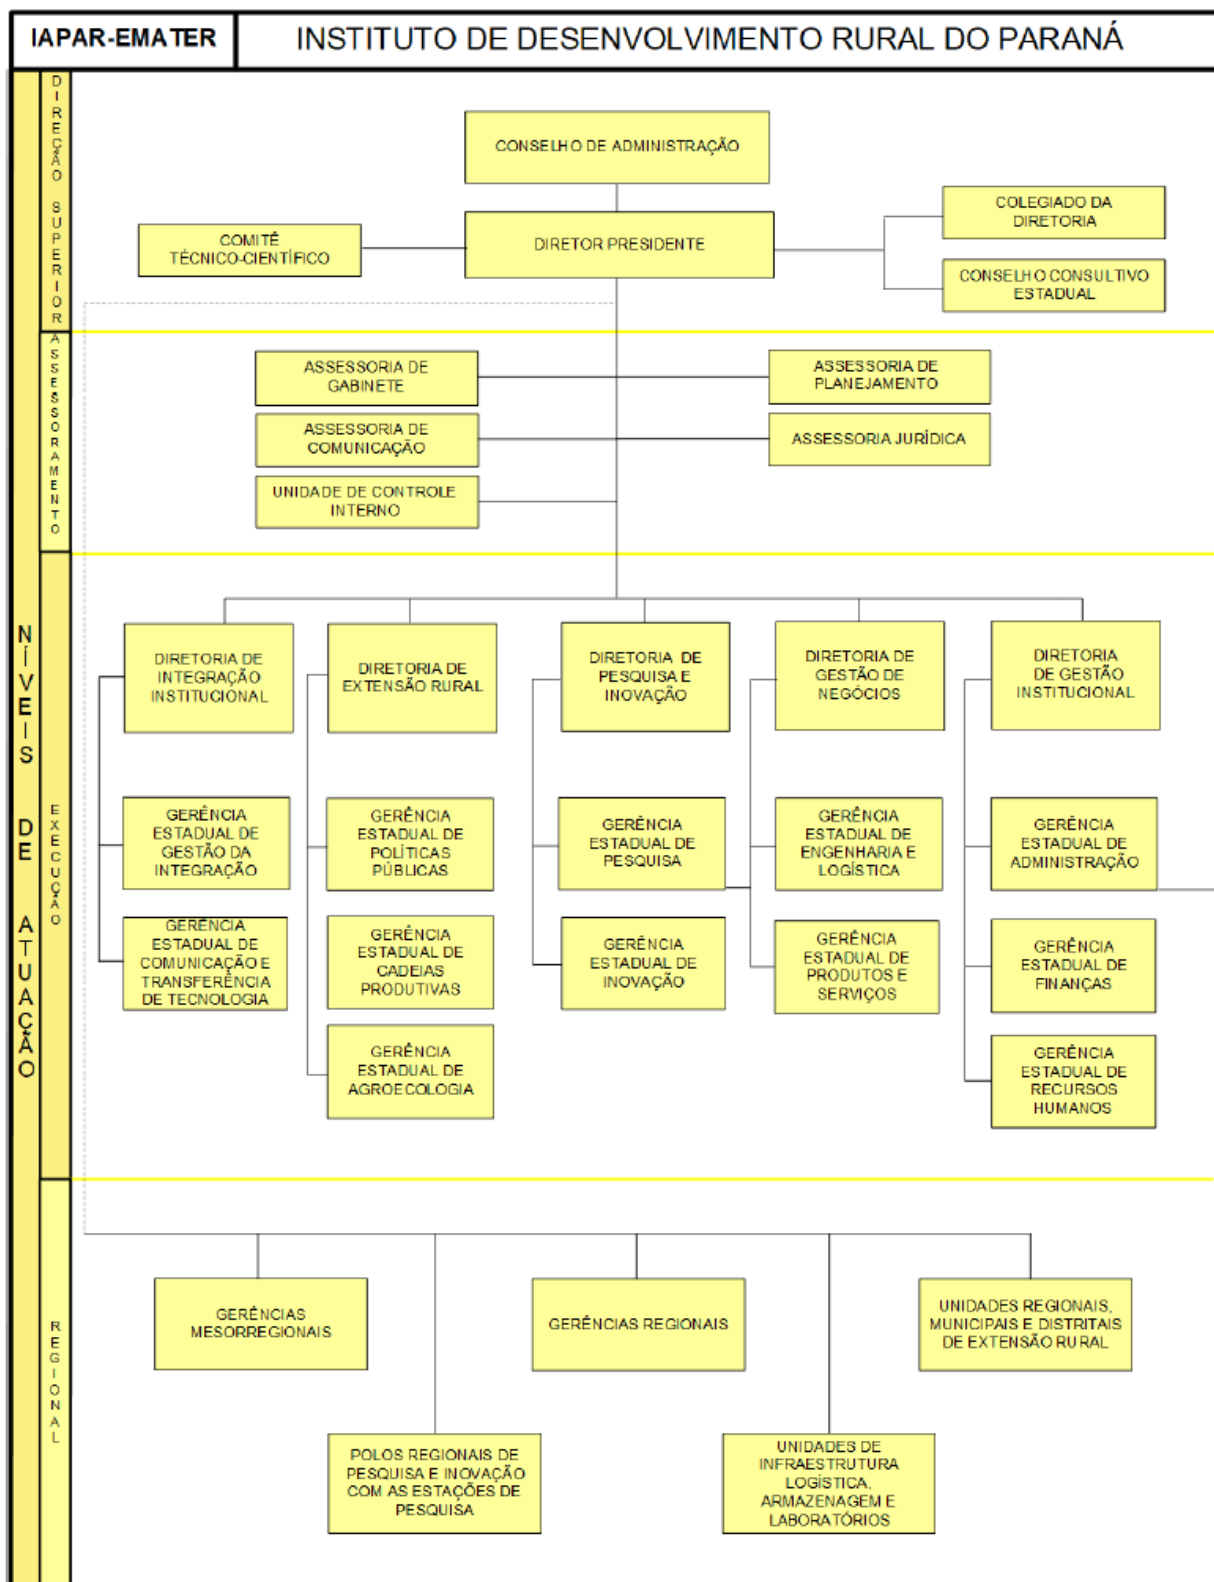 IAPAR-EMATER
INSTITUTO DE DESENVOLVIMENTO RURAL DO PARANÁ
NÍVEIS DE ATUAÇÃO
DIREÇÃO SUPERIOR
CONSELHO DE ADMINISTRAÇÃO
COMITÊ
TÉCNICO-CIENTÍFICO
DIRETOR PRESIDENTE
COLEGIADO DA
DIRETORIA
CONSELHO CONSULTIVO
ESTADUAL
ASSESSORAMENTO
ASSESSORIA DE
GABINETE
ASSESSORIA DE
PLANEJAMENTO
ASSESSORIA DE
COMUNICAÇÃO
ASSESSORIA JURÍDICA
UNIDADE DE CONTROLE
INTERNO
EXECUÇÃO
DIRETORIA DE
INTEGRAÇÃO
INSTITUCIONAL
DIRETORIA DE
EXTENSÃO RURAL
DIRETORIA DE
PESQUISA E
INOVAÇÃO
DIRETORIA DE
GESTÃO DE
NEGÓCIOS
DIRETORIA
DE GESTÃO
INSTITUCIONAL
GERÊNCIA
ESTADUAL DE
GESTÃO DA
INTEGRAÇÃO
GERÊNCIA
ESTADUAL DE
POLÍTICAS
PÚBLICAS
GERÊNCIA
ESTADUAL DE
PESQUISA
GERÊNCIA
ESTADUAL DE
ENGENHARIA E
LOGÍSTICA
GERÊNCIA
ESTADUAL DE
ADMINISTRAÇÃO
GERÊNCIA
ESTADUAL DE
COMUNICAÇÃO E
TRANSFERÊNCIA
DE TECNOLOGIA
GERÊNCIA
ESTADUAL DE
CADEIAS
PRODUTIVAS
GERÊNCIA
ESTADUAL DE
INOVAÇÃO
GERÊNCIA
ESTADUAL DE
PRODUTOS E
SERVIÇOS
GERÊNCIA
ESTADUAL DE
FINANÇAS
GERÊNCIA
ESTADUAL DE
AGROECOLOGIA
GERÊNCIA
ESTADUAL DE
RECURSOS
HUMANOS
REGIONAL
GERÊNCIAS
MESORREGIONAIS
GERÊNCIAS REGIONAIS
UNIDADES REGIONAIS,
MUNICIPAIS E DISTRITAIS
DE EXTENSÃO RURAL
POLOS REGIONAIS DE
PESQUISA E INOVAÇÃO
COM AS ESTAÇÕES DE
PESQUISA
UNIDADES DE
INFRAESTRUTURA
LOGÍSTICA,
ARMAZENAGEM E
LABORATÓRIOS